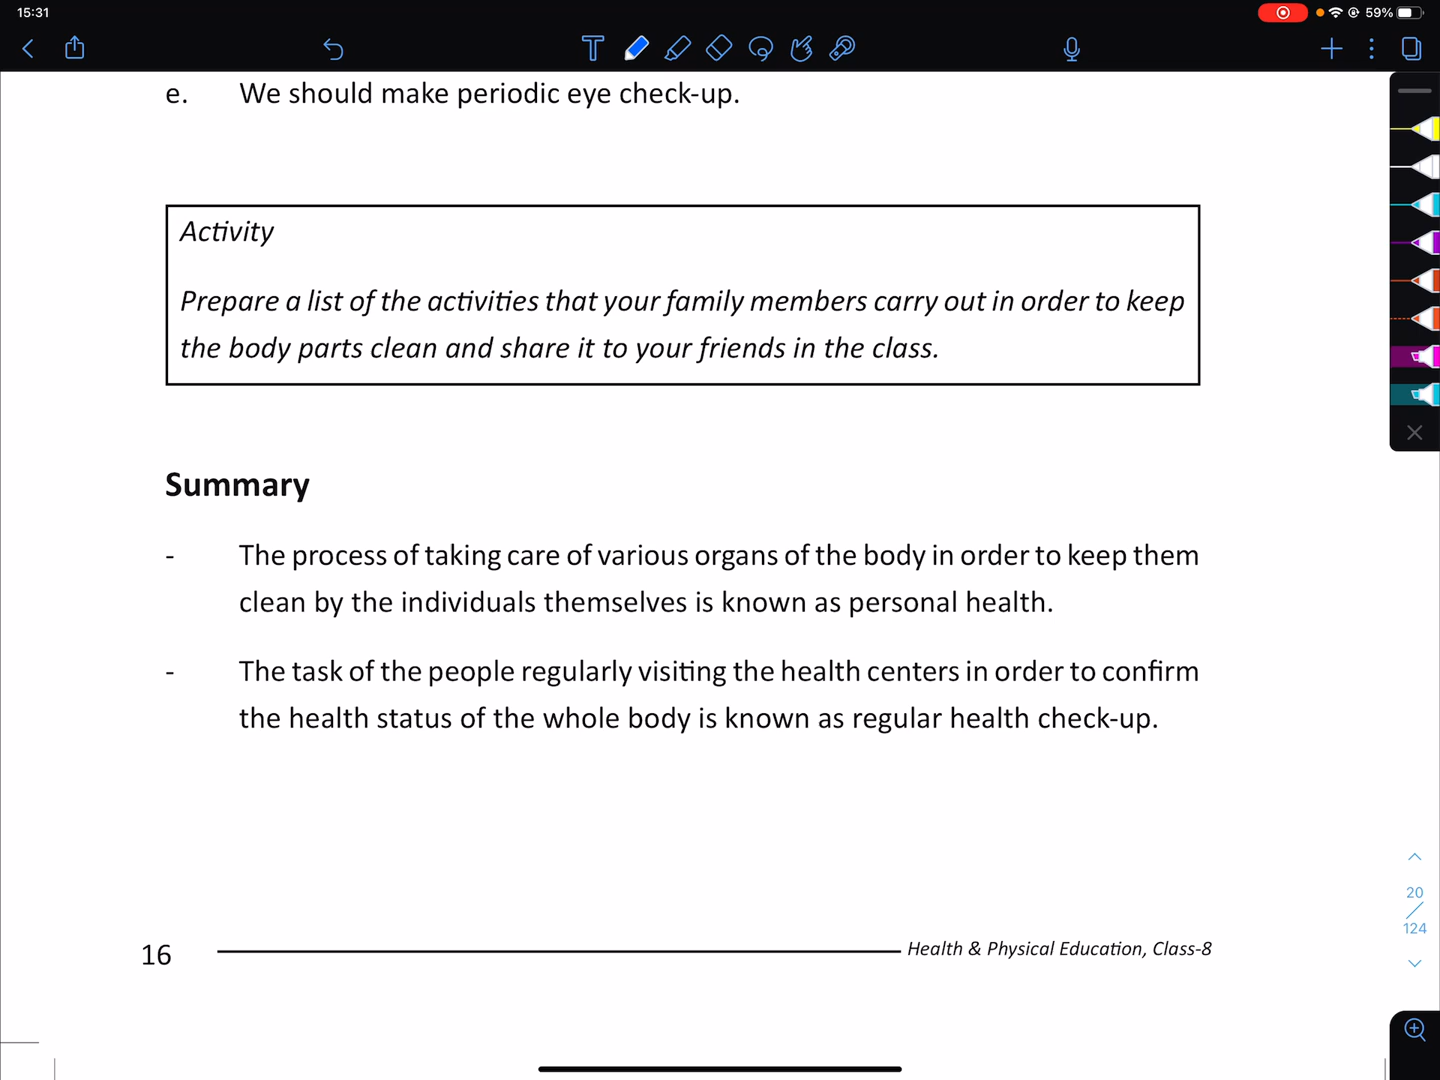 15:31
59%
e. We should make periodic eye check-up.
Activity
Prepare a list of the activities that your family members carry out in order to keep
the body parts clean and share it to your friends in the class.
Summary
- The process of taking care of various organs of the body in order to keep them
clean by the individuals themselves is known as personal health.
- The task of the people regularly visiting the health centers in order to confirm
the health status of the whole body is known as regular health check-up.
20
124
16 Health & Physical Education, Class-8